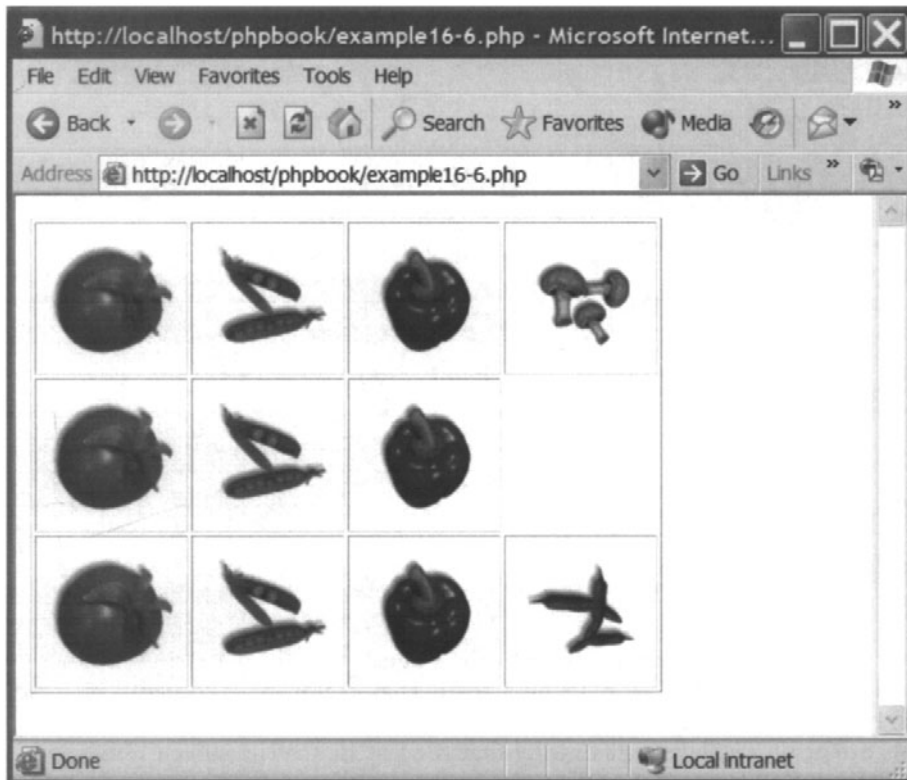 http://localhost/phpbook/example16-6.php - Microsoft Internet...
File Edit View Favorites Tools Help
Back Search Favorites Media »
Address http://localhost/phpbook/example16-6.php Go Links »
Done Local intranet